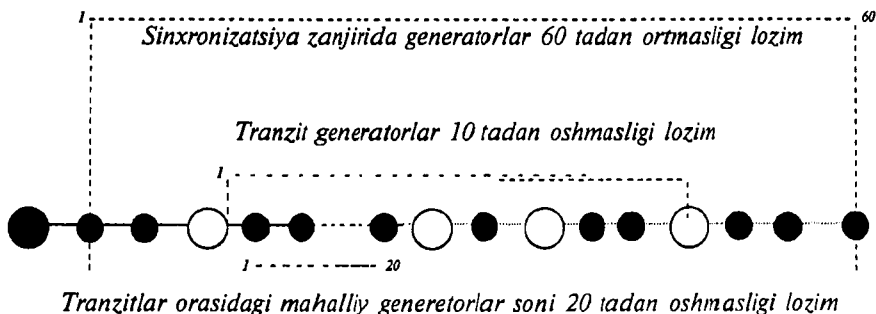 1 60
Sinxronizatsiya zanjirida generatorlar 60 tadan ortmasligi lozim
Tranzit generatorlar 10 tadan oshmasligi lozim
1
1 20
Tranzitlar orasidagi mahalliy generetorlar soni 20 tadan oshmasligi lozim